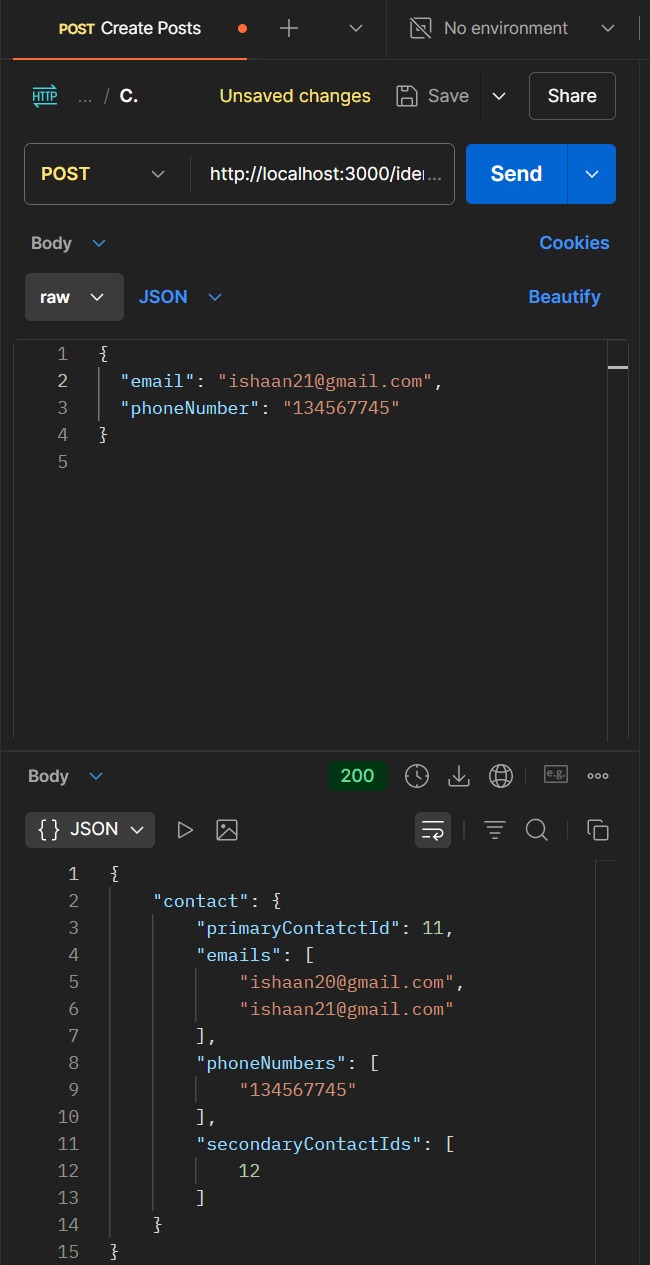 POST Create Posts
No environment
HTTP ... / C.
Unsaved changes
Save
Share
POST
http://localhost:3000/ide...
Send
Body
Cookies
raw
JSON
Beautify
1 {
2 "email": "ishaan21@gmail.com",
3 "phoneNumber": "134567745"
4 }
5
Body
200
e.g.
{} JSON
1 {
2 "contact": {
3 "primaryContatctId": 11,
4 "emails": [
5 "ishaan20@gmail.com",
6 "ishaan21@gmail.com"
7 ],
8 "phoneNumbers": [
9 "134567745"
10 ],
11 "secondaryContactIds": [
12 12
13 ]
14 }
15 }